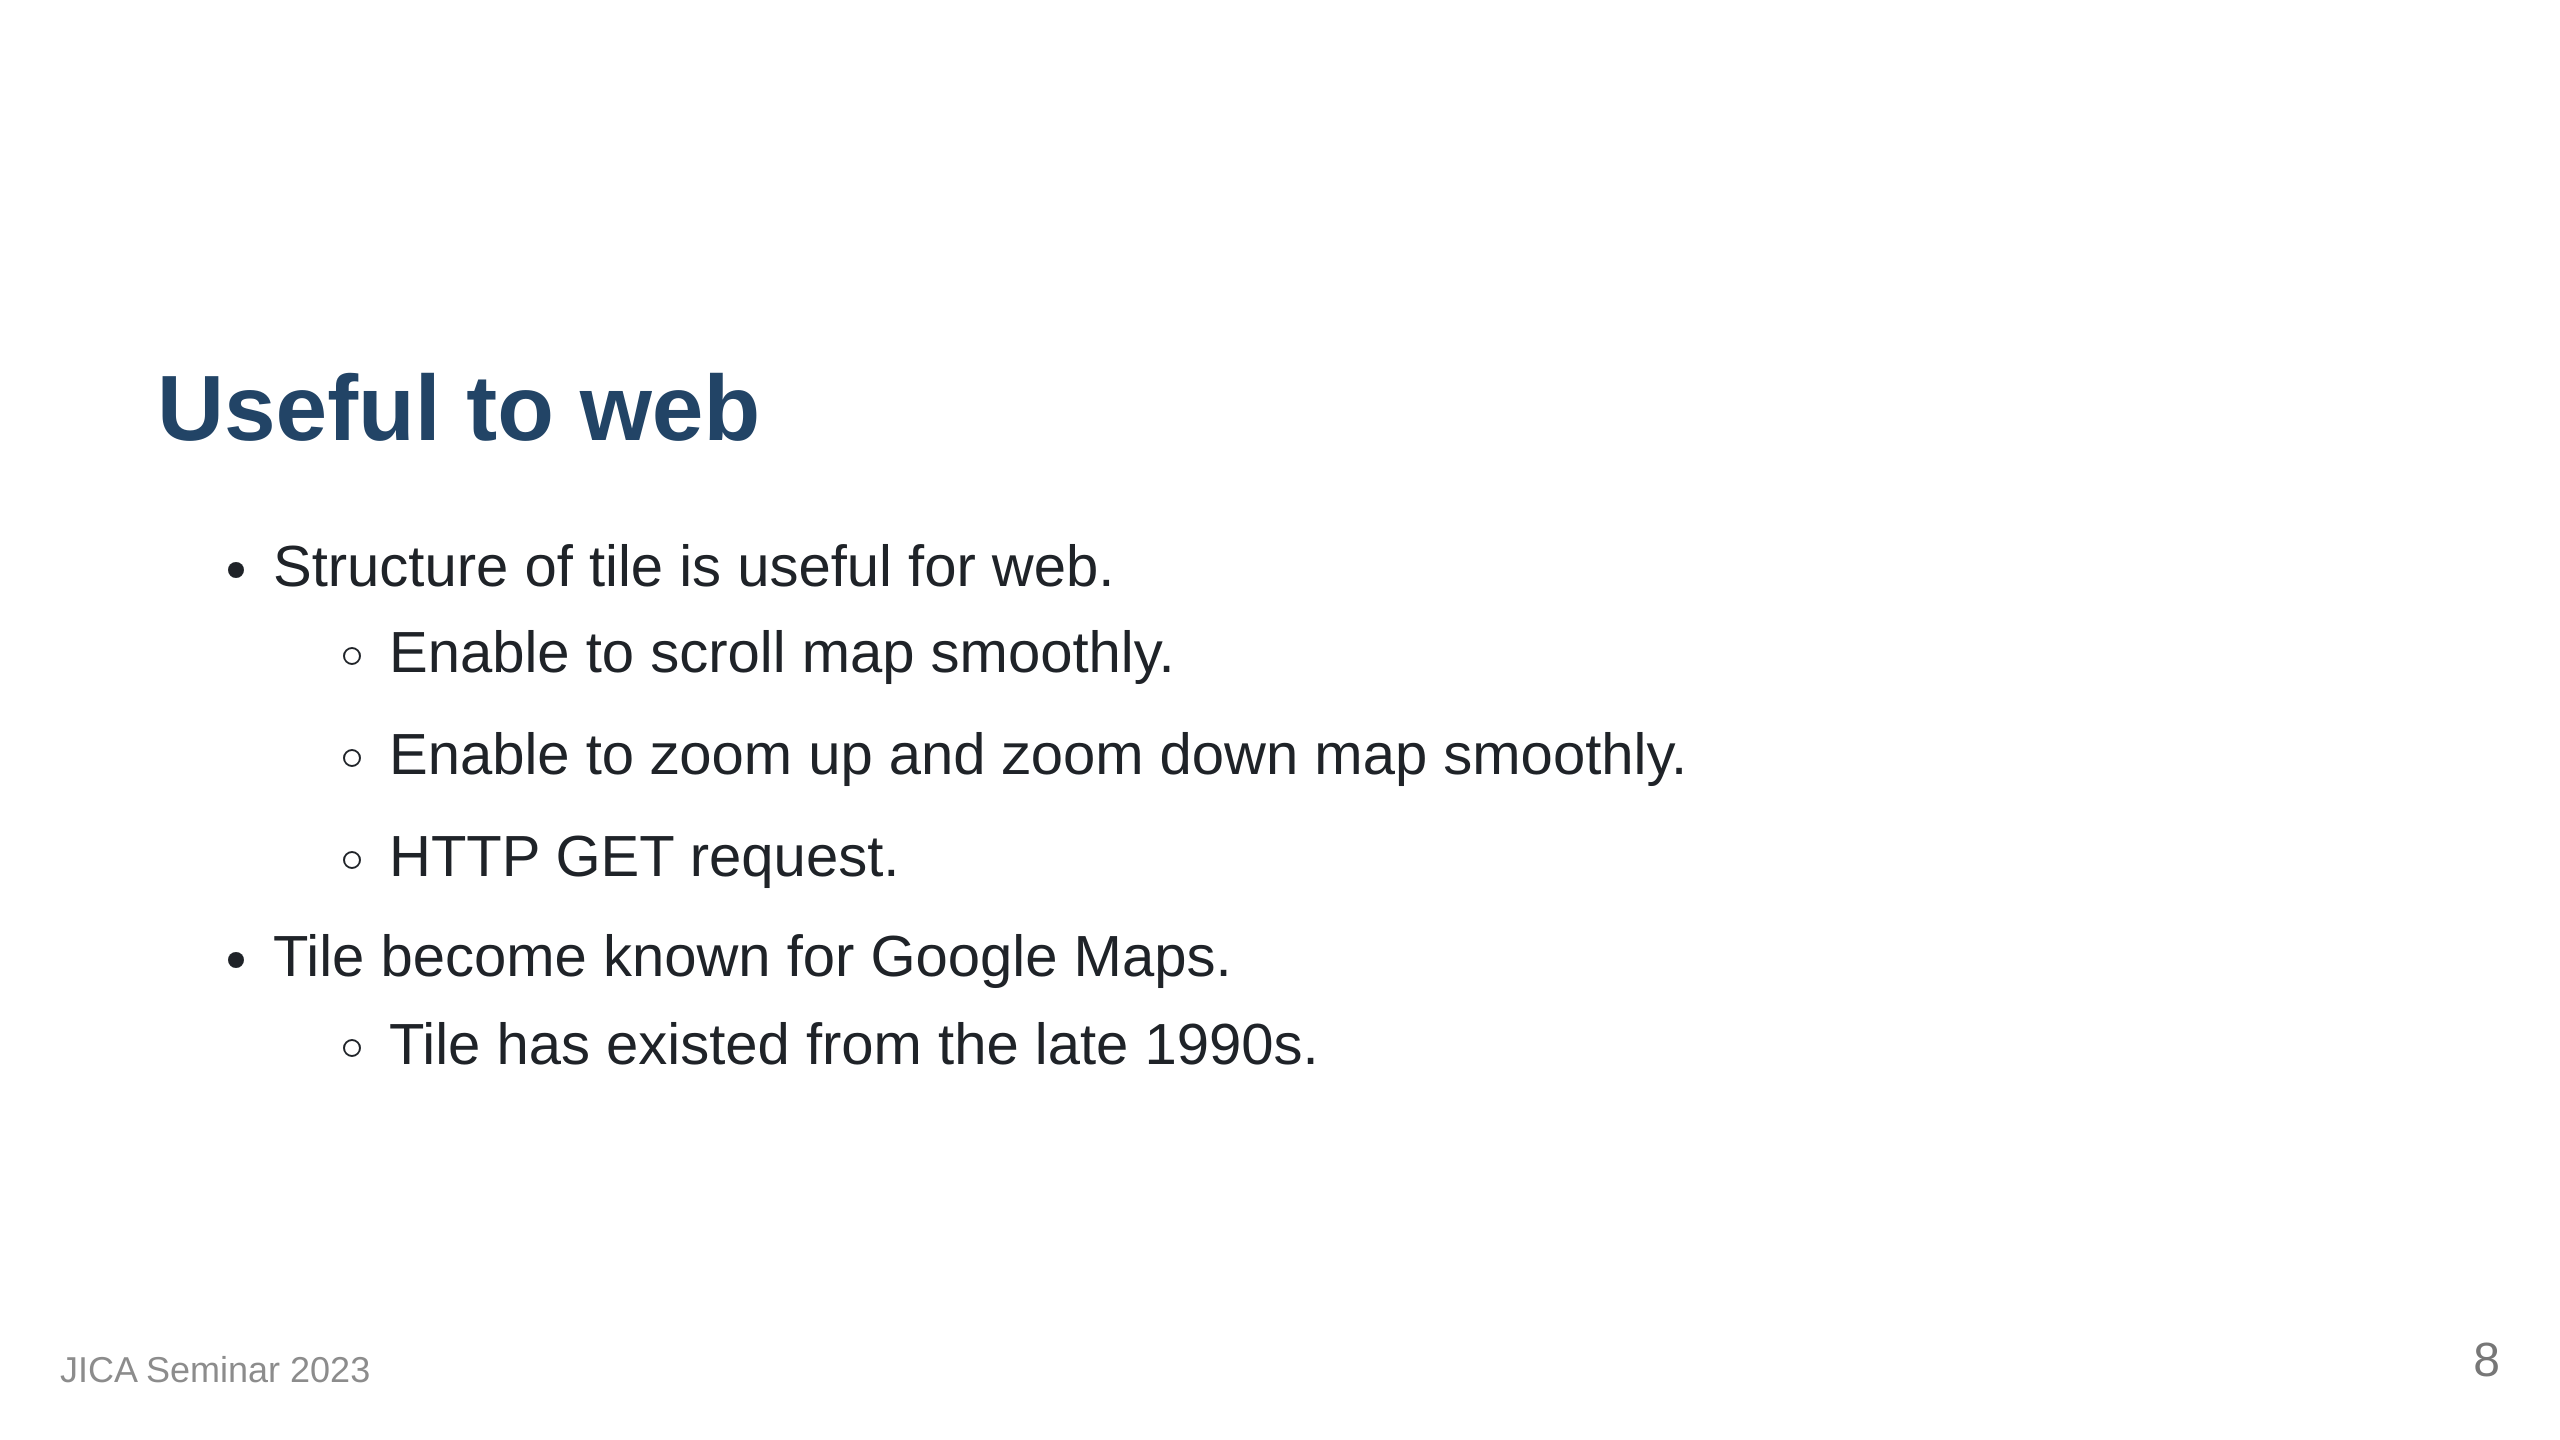 Useful to web
Structure of tile is useful for web.
Enable to scroll map smoothly.
Enable to zoom up and zoom down map smoothly.
HTTP GET request.
Tile become known for Google Maps.
Tile has existed from the late 1990s.
JICA Seminar 2023
8